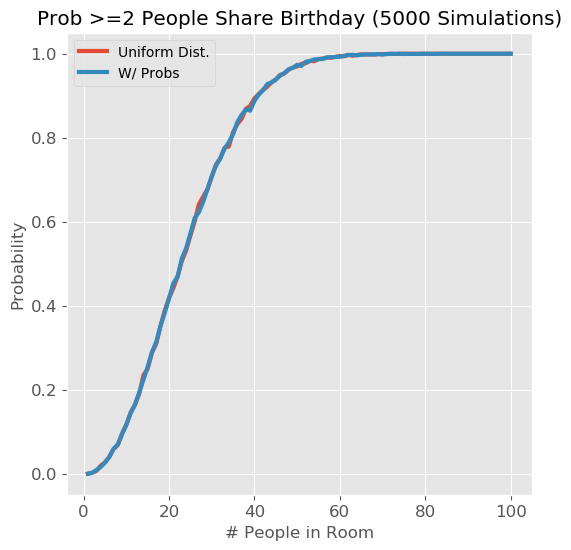 Prob >=2 People Share Birthday (5000 Simulations)
Uniform Dist.
W/ Probs
1.0
0.8
0.6
0.4
0.2
0.0
Probability
0 20 40 60 80 100
# People in Room